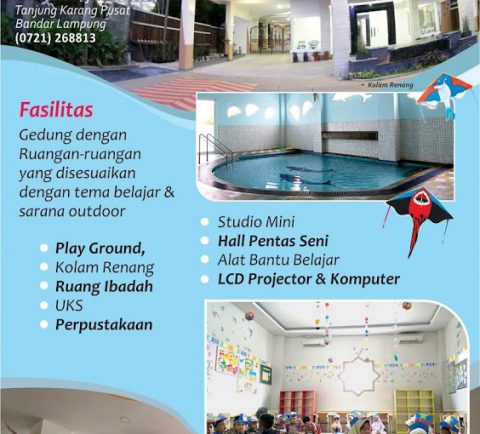 Tanjung Karang Pusat
Bandar Lampung
(0721) 268813
Kolam Renang
Fasilitas
Gedung dengan
Ruangan-ruangan
yang disesuaikan
dengan tema belajar &
sarana outdoor
Play Ground,
Kolam Renang
Ruang Ibadah
UKS
Perpustakaan
Studio Mini
Hall Pentas Seni
Alat Bantu Belajar
LCD Projector & Komputer